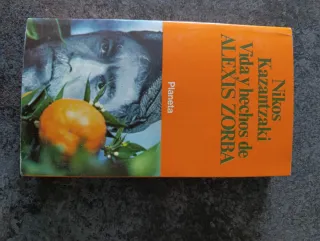 Nikos
Kazantzaki
Vida y hechos de
ALEXIS ZORBA
Planeta